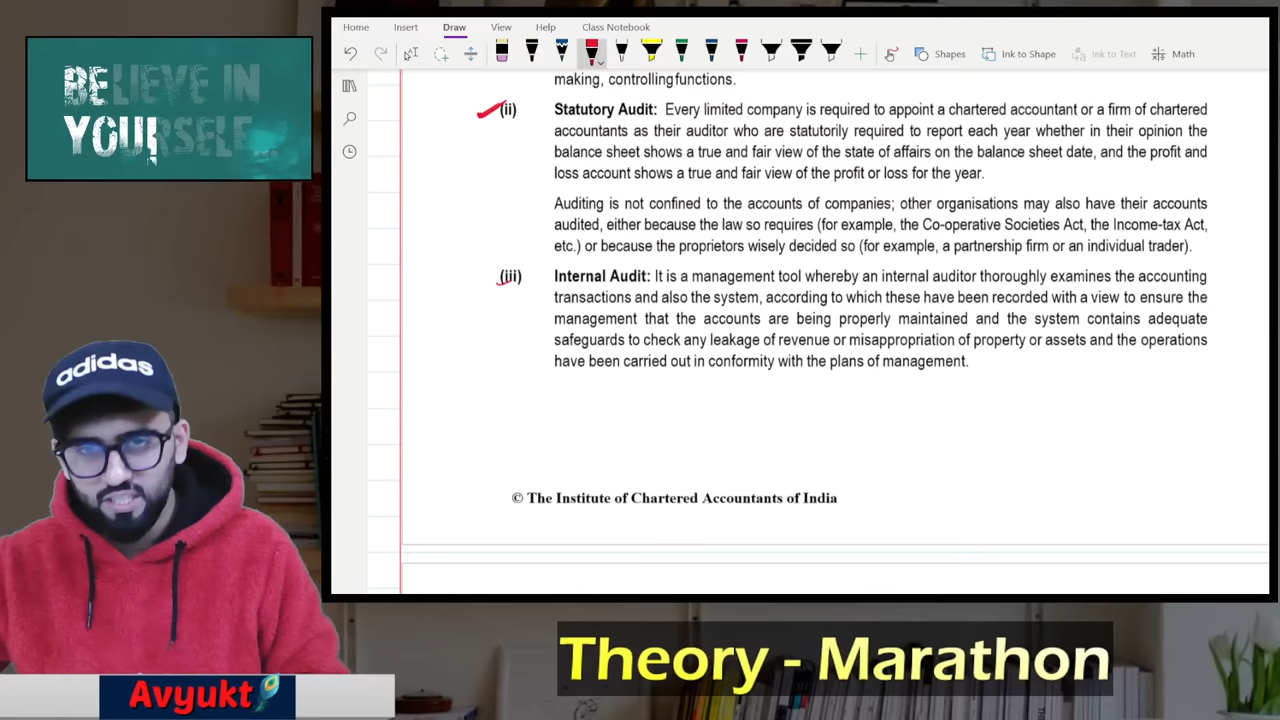 BELIEVE IN
YOURSELF
adidas
Avyukt
Home Insert Draw View Help Class Notebook
Shapes Ink to Shape Ink to Text Math
making, controllingfunctions.
(ii) Statutory Audit: Every limited company is required to appoint a chartered accountant or a firm of chartered
accountants as their auditor who are statutorily required to report each year whether in their opinion the
balance sheet shows a true and fair view of the state of affairs on the balance sheet date, and the profit and
loss account shows a true and fair view of the profit or loss for the year.
Auditing is not confined to the accounts of companies; other organisations may also have their accounts
audited, either because the law so requires (for example, the Co-operative Societies Act, the Income-tax Act,
etc.) or because the proprietors wisely decided so (for example, a partnership firm or an individual trader).
(iii) Internal Audit: It is a management tool whereby an internal auditor thoroughly examines the accounting
transactions and also the system, according to which these have been recorded with a view to ensure the
management that the accounts are being properly maintained and the system contains adequate
safeguards to check any leakage of revenue or misappropriation of property or assets and the operations
have been carried out in conformity with the plans of management.
© The Institute of Chartered Accountants of India
Theory - Marathon